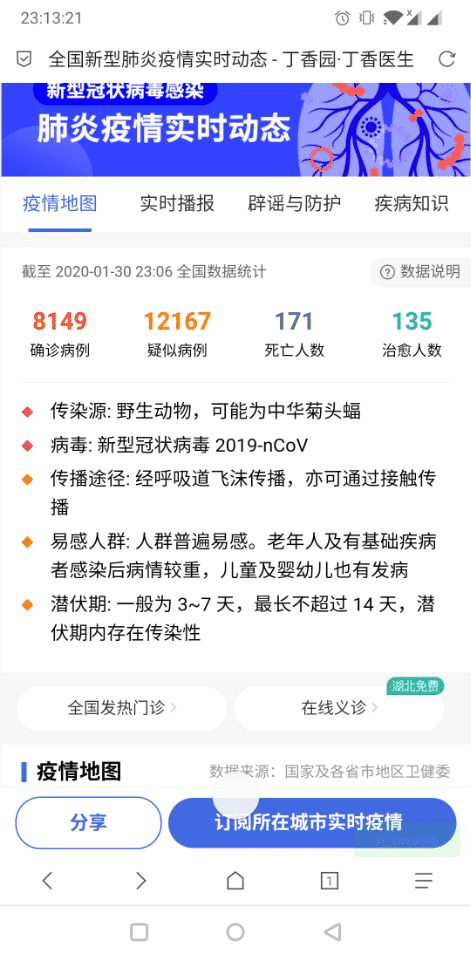 23:13:21
全国新型肺炎疫情实时动态 - 丁香园·丁香医生
新型冠状病毒感染
肺炎疫情实时动态
疫情地图 实时播报 辟谣与防护 疾病知识
截至 2020-01-30 23:06 全国数据统计 ? 数据说明
8149 12167 171 135
确诊病例 疑似病例 死亡人数 治愈人数
传染源: 野生动物，可能为中华菊头蝠
病毒: 新型冠状病毒 2019-nCoV
传播途径: 经呼吸道飞沫传播，亦可通过接触传
播
易感人群: 人群普遍易感。老年人及有基础疾病
者感染后病情较重，儿童及婴幼儿也有发病
潜伏期: 一般为 3~7 天，最长不超过 14 天，潜
伏期内存在传染性
湖北免费
全国发热门诊 在线义诊
疫情地图 数据来源：国家及各省市地区卫健委
分享 订阅所在城市实时疫情
1